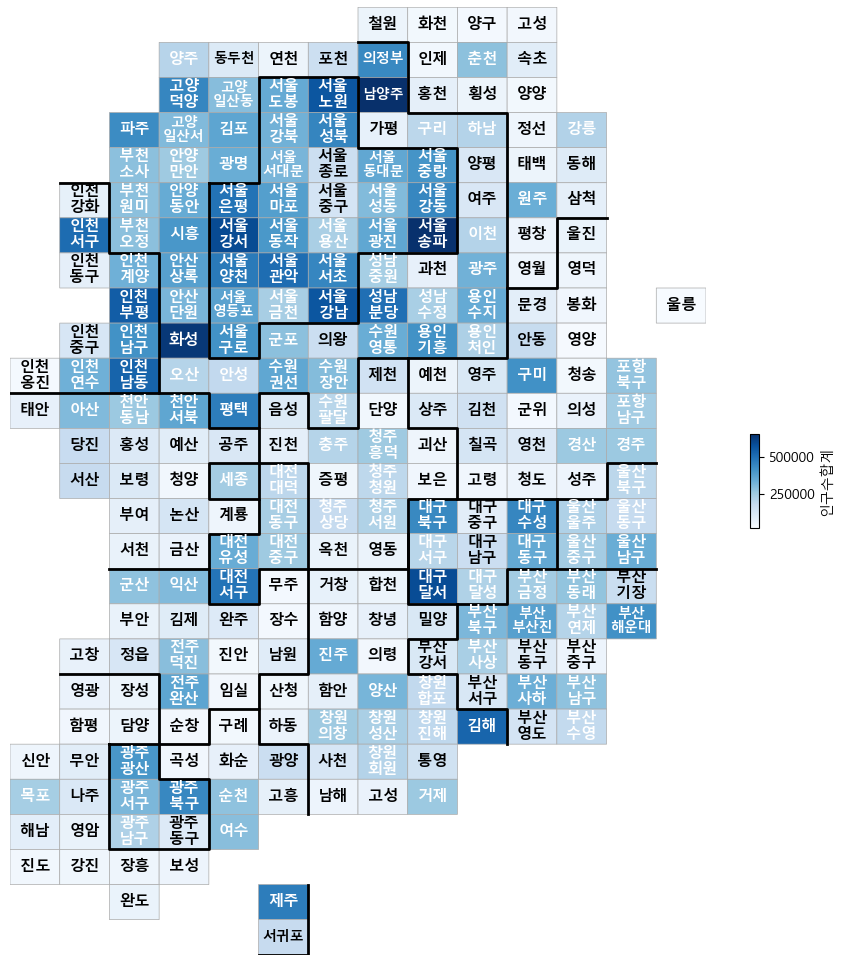 철원 화천 양구 고성
양주 동두천 연천 포천 의정부 인제 춘천 속초
고양 고양 서울 서울 남양주 홍천 횡성 양양
덕양 일산동 도봉 노원
파주 고양 김포 서울 서울 가평 구리 하남 정선 강릉
일산서 강북 성북
부천 안양 광명 서울 서울 서울 서울 양평 태백 동해
소사 만안 서대문 종로 동대문 중랑
인천 부천 안양 서울 서울 서울 서울 서울 여주 원주 삼척
강화 원미 동안 은평 마포 중구 성동 강동
인천 부천 시흥 서울 서울 서울 서울 서울 이천 평창 울진
서구 오정 강서 동작 용산 광진 송파
인천 인천 안산 서울 서울 서울 성남 과천 광주 영월 영덕
동구 계양 상록 양천 관악 서초 중원
인천 안산 서울 서울 서울 성남 성남 용인 문경 봉화 울릉
부평 단원 영등포 금천 강남 분당 수정 수지
인천 인천 화성 서울 군포 의왕 수원 용인 용인 안동 영양
중구 남구 구로 영통 기흥 처인
인천 인천 인천 오산 안성 수원 수원 제천 예천 영주 구미 청송 포항
옹진 연수 남동 권선 장안 북구
태안 아산 천안 천안 평택 음성 수원 단양 상주 김천 군위 의성 포항
동남 서북 팔달 남구
당진 홍성 예산 공주 진천 충주 청주 괴산 칠곡 영천 경산 경주
흥덕
서산 보령 청양 세종 대전 증평 청주 보은 고령 청도 성주 울산
대덕 청원 북구
부여 논산 계룡 대전 청주 청주 대구 대구 대구 울산 울산
동구 상당 서원 북구 중구 수성 울주 동구
서천 금산 대전 대전 옥천 영동 대구 대구 대구 울산 울산
유성 중구 서구 남구 동구 중구 남구
군산 익산 대전 무주 거창 합천 대구 대구 부산 부산 부산
서구 달서 달성 금정 동래 기장
부안 김제 완주 장수 함양 창녕 밀양 부산 부산 부산 부산
북구 부산진 연제 해운대
고창 정읍 전주 진안 남원 진주 의령 부산 부산 부산 부산
덕진 강서 사상 동구 중구
영광 장성 전주 임실 산청 함안 양산 창원 부산 부산 부산
완산 합포 서구 사하 남구
함평 담양 순창 구례 하동 창원 창원 창원 김해 부산 부산
의창 성산 진해 영도 수영
신안 무안 광주 곡성 화순 광양 사천 창원 통영
광산 회원
목포 나주 광주 광주 순천 고흥 남해 고성 거제
서구 북구
해남 영암 광주 광주 여수
남구 동구
진도 강진 장흥 보성
완도 제주
서귀포
500000
250000
인구수합계